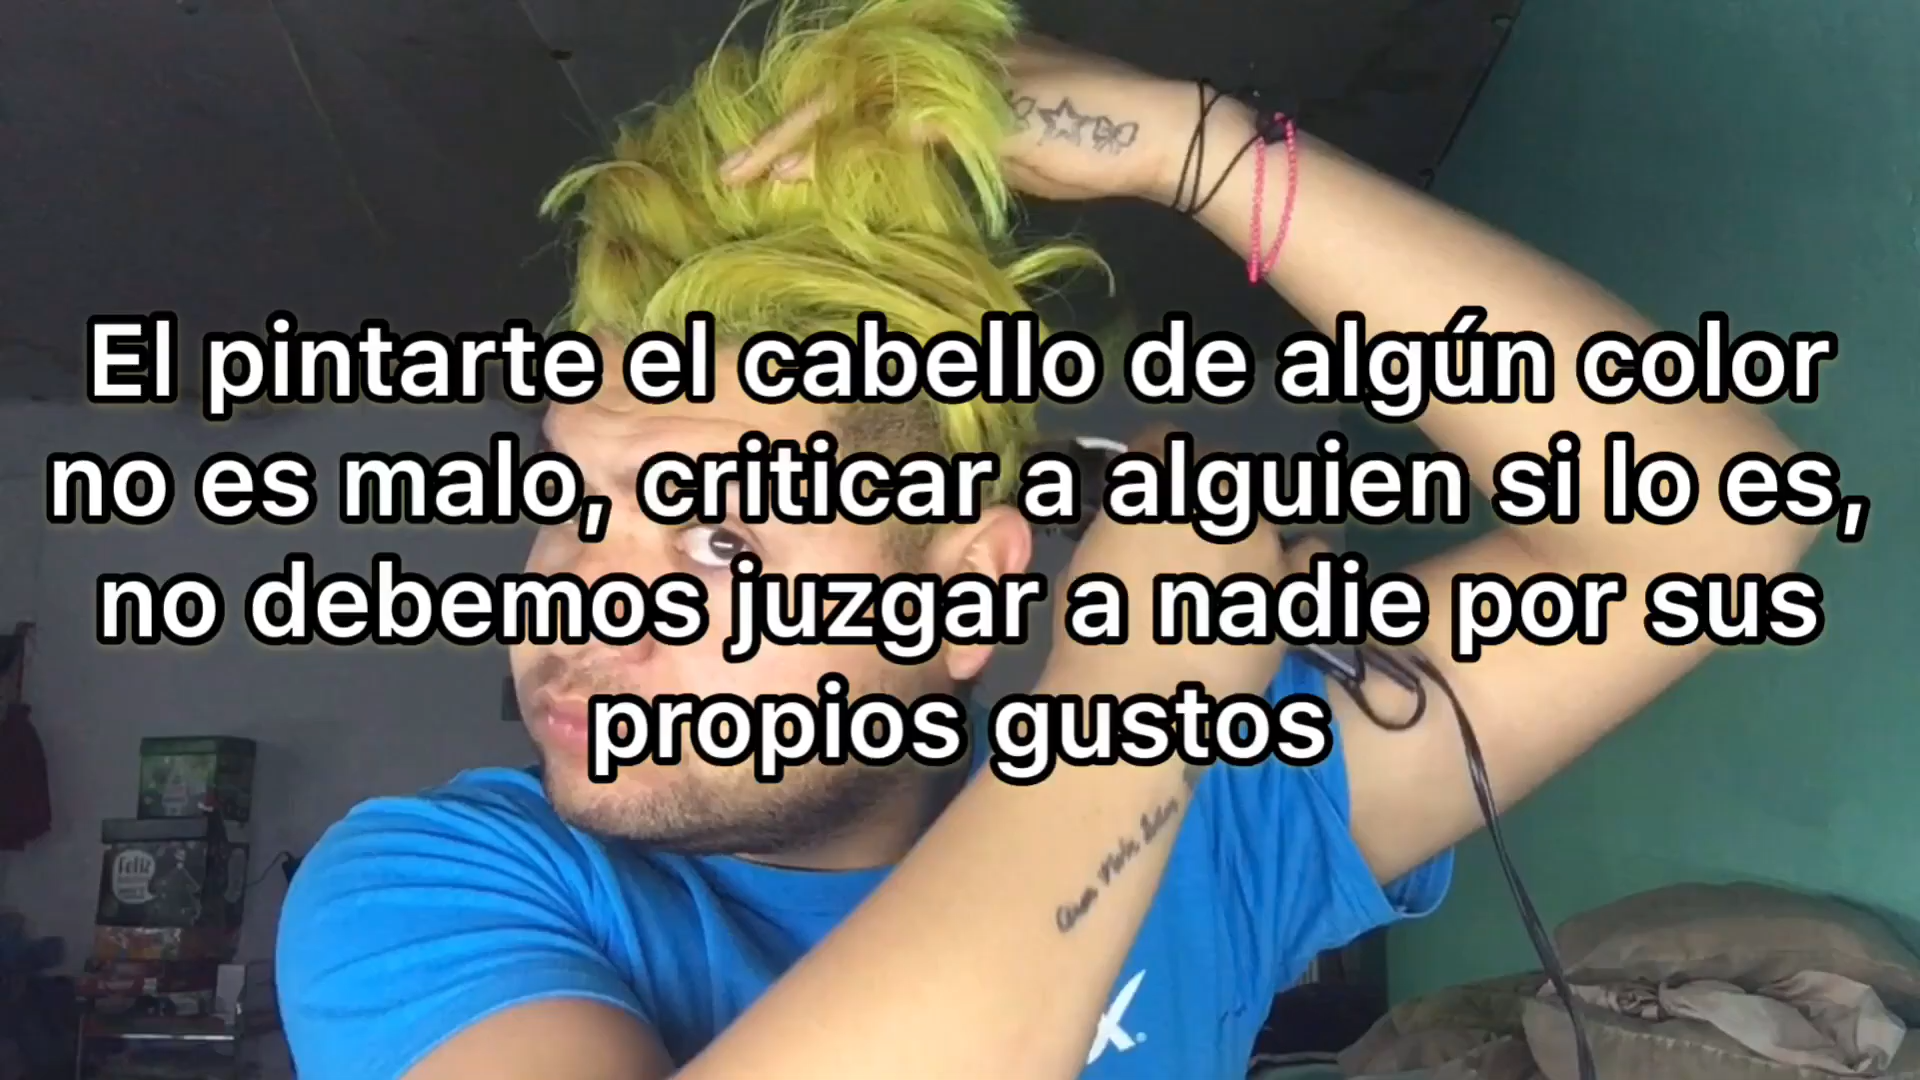 El pintarte el cabello de algún color
no es malo, criticar a alguien si lo es,
no debemos juzgar a nadie por sus
propios gustos
Feliz